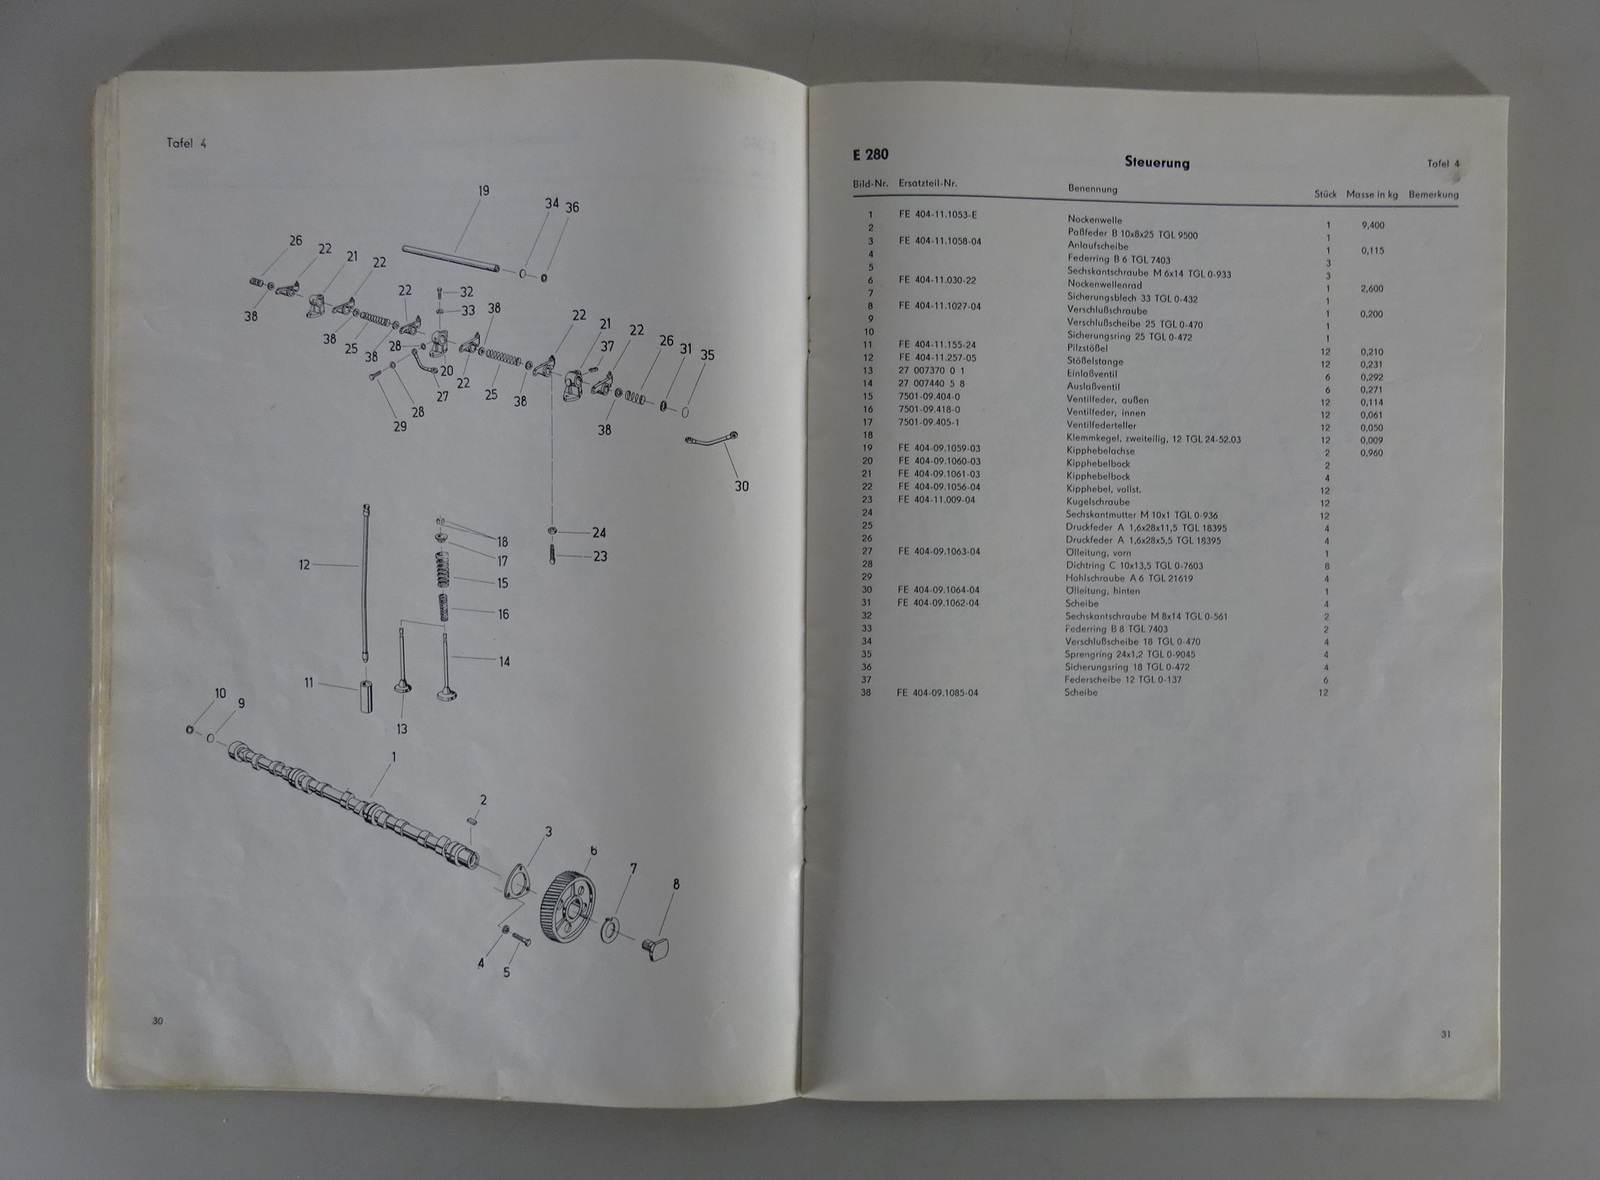 Tafel 4
19
34 36
26 22 21 22
22 32 33 38
38 38 25 38 28 20 22 25 38
22 21 37 22 26 31 35
27 28 29 38
30
24
23
12
18
17
15
16
14
11
13
10 9
1
2
3
6
7
8
4
5
30
E 280 Steuerung Tafel 4
Bild-Nr. Ersatzteil-Nr. Benennung Stück Masse in kg Bemerkung
1 FE 404-11.1053-E Nockenwelle 1 9,400
2 Paßfeder B 10x8x25 TGL 9500 1
3 FE 404-11.1058-04 Anlaufscheibe 1 0,115
4 Federring B 6 TGL 7403 3
5 Sechskantschraube M 6x14 TGL 0-933 3
6 FE 404-11.030-22 Nockenwellenrad 1 2,600
7 Sicherungsblech 33 TGL 0-432 1
8 FE 404-11.1027-04 Verschlußschraube 1 0,200
9 Verschlußscheibe 25 TGL 0-470 1
10 Sicherungsring 25 TGL 0-472 1
11 FE 404-11.155-24 Pilzstößel 12 0,210
12 FE 404-11.257-05 Stößelstange 12 0,231
13 27 007370 0 1 Einlaßventil 6 0,292
14 27 007440 5 8 Auslaßventil 6 0,271
15 7501-09.404-0 Ventilfeder, außen 12 0,114
16 7501-09.418-0 Ventilfeder, innen 12 0,061
17 7501-09.405-1 Ventilfederteller 12 0,050
18 Klemmkegel, zweiteilig, 12 TGL 24-52.03 12 0,009
19 FE 404-09.1059-03 Kipphebelachse 2 0,960
20 FE 404-09.1060-03 Kipphebelbock 2
21 FE 404-09.1061-03 Kipphebelbock 4
22 FE 404-09.1056-04 Kipphebel, vollst. 12
23 FE 404-11.009-04 Kugelschraube 12
24 Sechskantmutter M 10x1 TGL 0-936 12
25 Druckfeder A 1,6x28x11,5 TGL 18395 4
26 Druckfeder A 1,6x28x5,5 TGL 18395 4
27 FE 404-09.1063-04 Ölleitung, vorn 1
28 Dichtring C 10x13,5 TGL 0-7603 8
29 Hohlschraube A 6 TGL 21619 4
30 FE 404-09.1064-04 Ölleitung, hinten 1
31 FE 404-09.1062-04 Scheibe 4
32 Sechskantschraube M 8x14 TGL 0-561 2
33 Federring B 8 TGL 7403 2
34 Verschlußscheibe 18 TGL 0-470 4
35 Sprengring 24x1,2 TGL 0-9045 4
36 Sicherungsring 18 TGL 0-472 4
37 Federscheibe 12 TGL 0-137 6
38 FE 404-09.1085-04 Scheibe 12
31